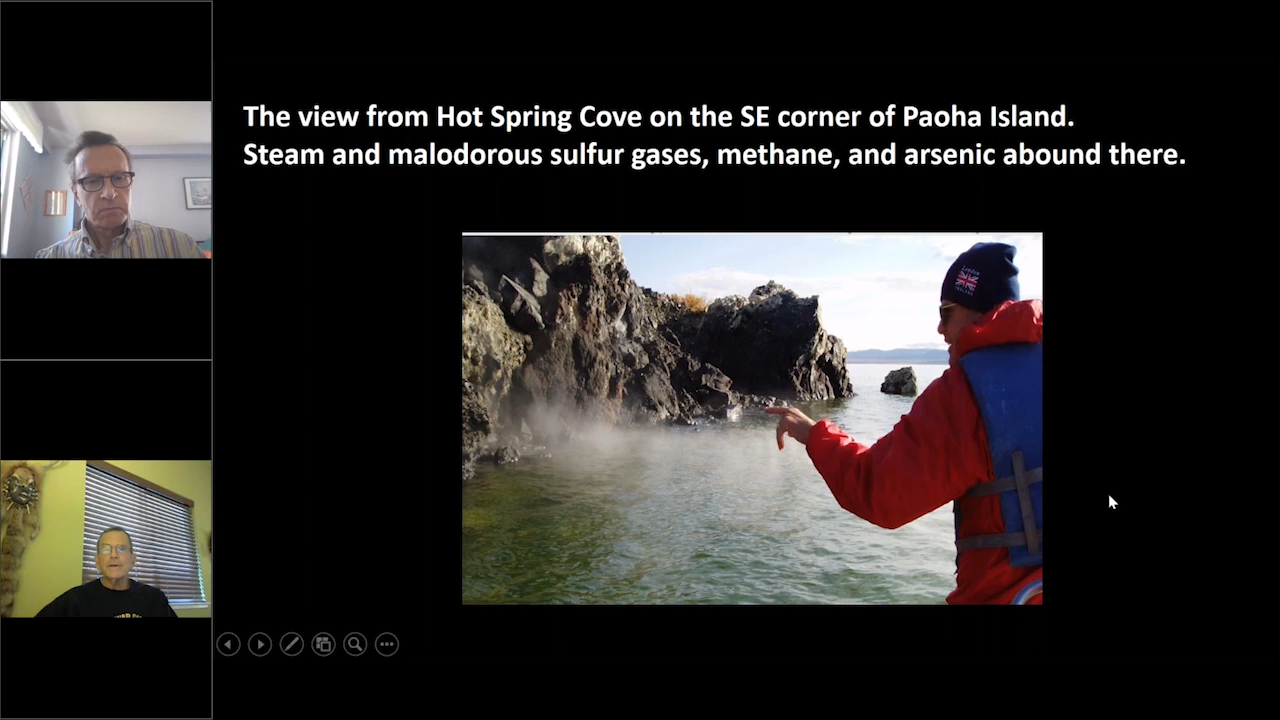 The view from Hot Spring Cove on the SE corner of Paoha Island.
Steam and malodorous sulfur gases, methane, and arsenic abound there.